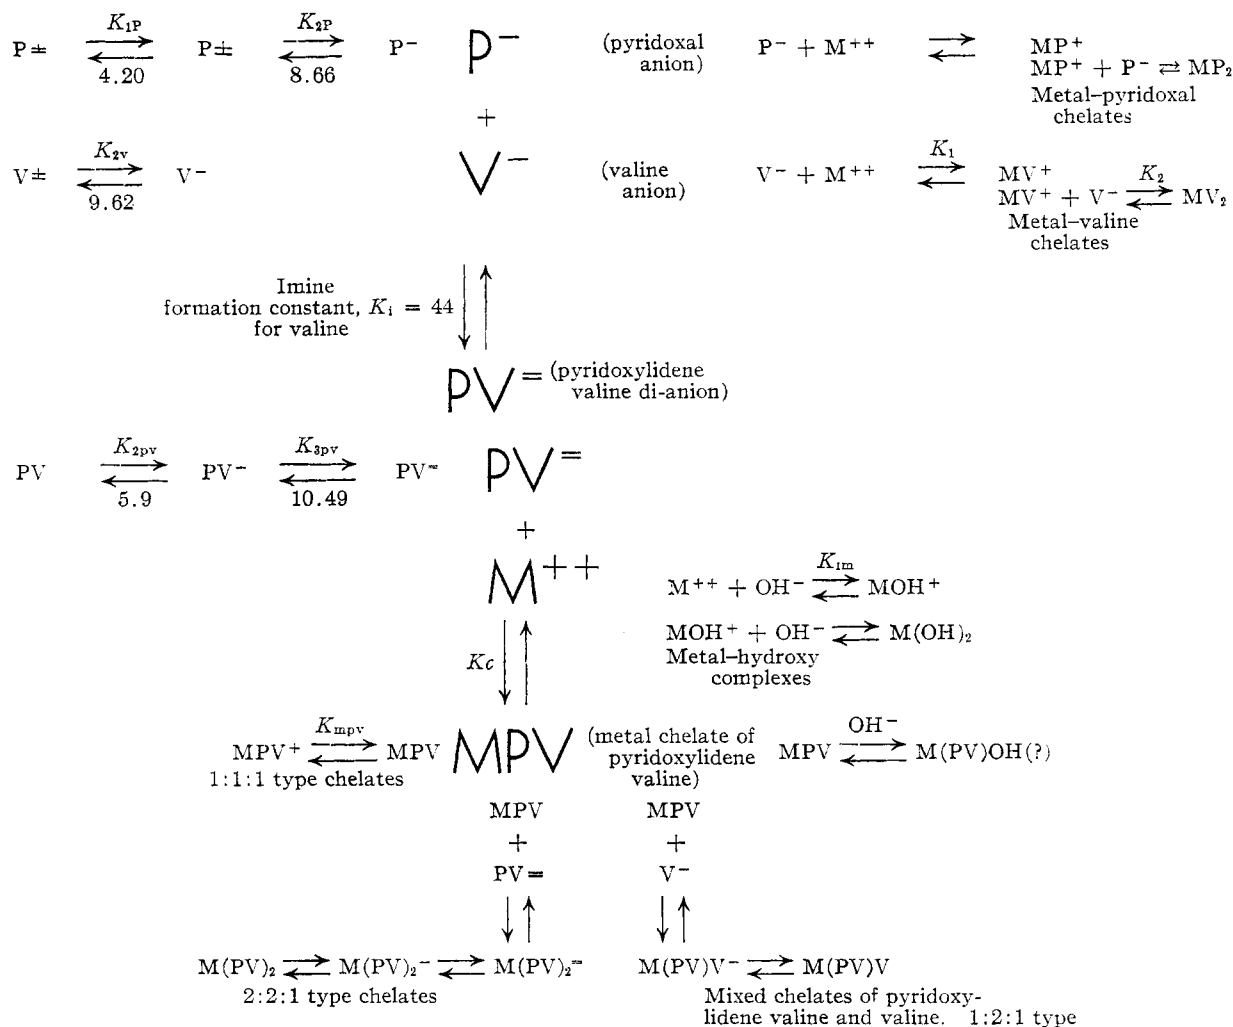 P± ⇄ P± ⇄ P⁻ P⁻ (pyridoxal anion) P⁻ + M⁺⁺ ⇄ MP⁺
K1P K2P
4.20 8.66
MP⁺ + P⁻ ⇄ MP₂
Metal–pyridoxal
chelates
+
V± ⇄ V⁻ V⁻ (valine anion) V⁻ + M⁺⁺ ⇄ MV⁺
K2v K₁
9.62
MV⁺ + V⁻ ⇄ MV₂
K₂
Metal–valine
chelates
Imine
formation constant, Ki = 44
for valine
PV= (pyridoxylidene
valine di-anion)
PV ⇄ PV⁻ ⇄ PV= PV=
K2pv K3pv
5.9 10.49
+
M++
K1m
M⁺⁺ + OH⁻ ⇄ MOH⁺
MOH⁺ + OH⁻ ⇄ M(OH)₂
Metal–hydroxy
complexes
Kc
Kmpv
MPV⁺ ⇄ MPV MPV (metal chelate of
pyridoxylidene
valine)
OH⁻
MPV ⇄ M(PV)OH(?)
1:1:1 type chelates
MPV MPV
+ +
PV= V⁻
M(PV)₂ ⇄ M(PV)₂⁻ ⇄ M(PV)₂= M(PV)V⁻ ⇄ M(PV)V
2:2:1 type chelates
Mixed chelates of pyridoxy-
lidene valine and valine. 1:2:1 type